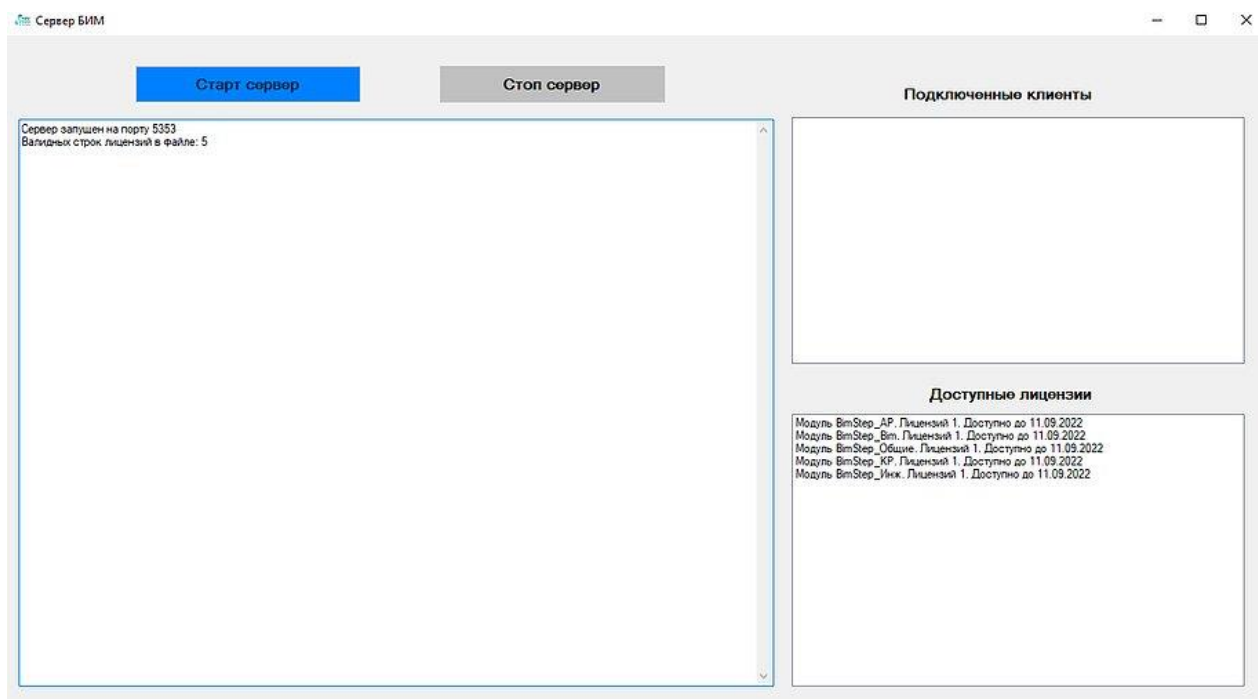 Сервер БИМ
Старт сервер
Стоп сервер
Сервер запущен на порту 5353
Валидных строк лицензий в файле: 5
Подключенные клиенты
Доступные лицензии
Модуль BimStep_АР. Лицензий 1. Доступно до 11.09.2022
Модуль BimStep_Bim. Лицензий 1. Доступно до 11.09.2022
Модуль BimStep_Общие. Лицензий 1. Доступно до 11.09.2022
Модуль BimStep_КР. Лицензий 1. Доступно до 11.09.2022
Модуль BimStep_Инж. Лицензий 1. Доступно до 11.09.2022